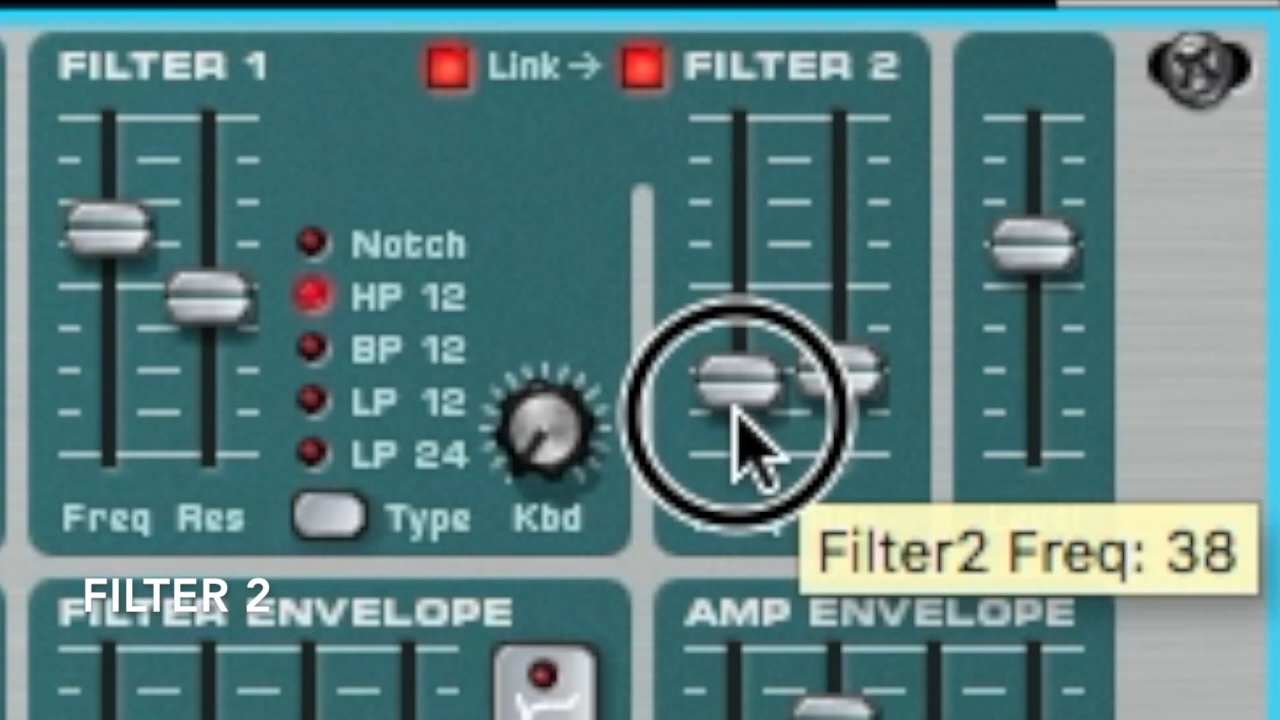 FILTER 1
Link→
FILTER 2
Notch
HP 12
BP 12
LP 12
LP 24
Freq
Res
Type
Kbd
Filter2 Freq: 38
FILTER 2
FILTER ENVELOPE
AMP ENVELOPE